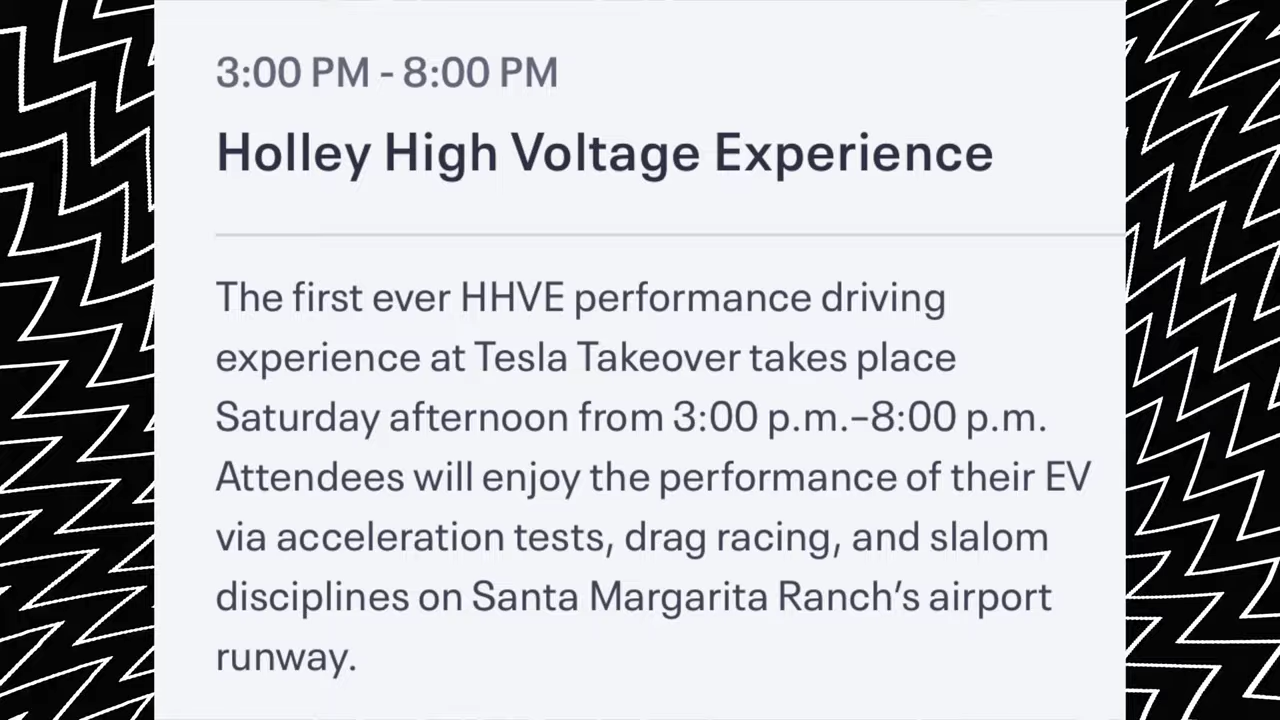 3:00 PM - 8:00 PM
Holley High Voltage Experience
The first ever HHVE performance driving
experience at Tesla Takeover takes place
Saturday afternoon from 3:00 p.m.–8:00 p.m.
Attendees will enjoy the performance of their EV
via acceleration tests, drag racing, and slalom
disciplines on Santa Margarita Ranch’s airport
runway.